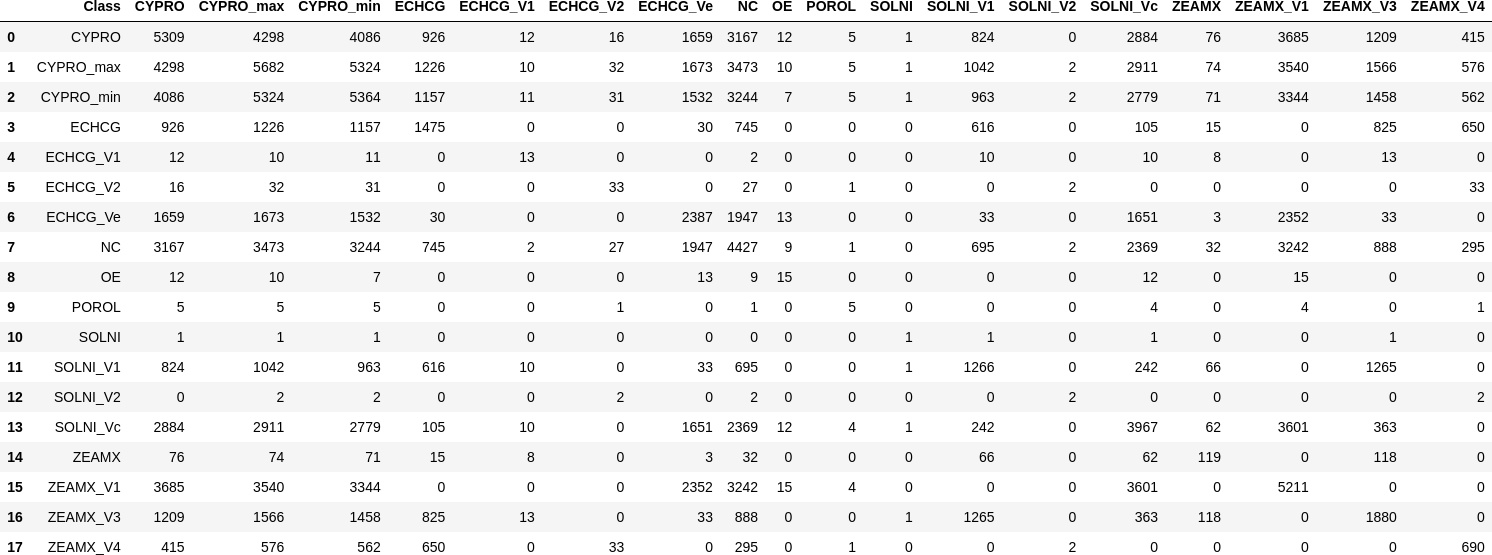 Class CYPRO CYPRO_max CYPRO_min ECHCG ECHCG_V1 ECHCG_V2 ECHCG_Ve NC OE POROL SOLNI SOLNI_V1 SOLNI_V2 SOLNI_Vc ZEAMX ZEAMX_V1 ZEAMX_V3 ZEAMX_V4
0 CYPRO 5309 4298 4086 926 12 16 1659 3167 12 5 1 824 0 2884 76 3685 1209 415
1 CYPRO_max 4298 5682 5324 1226 10 32 1673 3473 10 5 1 1042 2 2911 74 3540 1566 576
2 CYPRO_min 4086 5324 5364 1157 11 31 1532 3244 7 5 1 963 2 2779 71 3344 1458 562
3 ECHCG 926 1226 1157 1475 0 0 30 745 0 0 0 616 0 105 15 0 825 650
4 ECHCG_V1 12 10 11 0 13 0 0 2 0 0 0 10 0 10 8 0 13 0
5 ECHCG_V2 16 32 31 0 0 33 0 27 0 1 0 0 2 0 0 0 0 33
6 ECHCG_Ve 1659 1673 1532 30 0 0 2387 1947 13 0 0 33 0 1651 3 2352 33 0
7 NC 3167 3473 3244 745 2 27 1947 4427 9 1 0 695 2 2369 32 3242 888 295
8 OE 12 10 7 0 0 0 13 9 15 0 0 0 0 12 0 15 0 0
9 POROL 5 5 5 0 0 1 0 1 0 5 0 0 0 4 0 4 0 1
10 SOLNI 1 1 1 0 0 0 0 0 0 0 1 1 0 1 0 0 1 0
11 SOLNI_V1 824 1042 963 616 10 0 33 695 0 0 1 1266 0 242 66 0 1265 0
12 SOLNI_V2 0 2 2 0 0 2 0 2 0 0 0 0 2 0 0 0 0 2
13 SOLNI_Vc 2884 2911 2779 105 10 0 1651 2369 12 4 1 242 0 3967 62 3601 363 0
14 ZEAMX 76 74 71 15 8 0 3 32 0 0 0 66 0 62 119 0 118 0
15 ZEAMX_V1 3685 3540 3344 0 0 0 2352 3242 15 4 0 0 0 3601 0 5211 0 0
16 ZEAMX_V3 1209 1566 1458 825 13 0 33 888 0 0 1 1265 0 363 118 0 1880 0
17 ZEAMX_V4 415 576 562 650 0 33 0 295 0 1 0 0 2 0 0 0 0 690